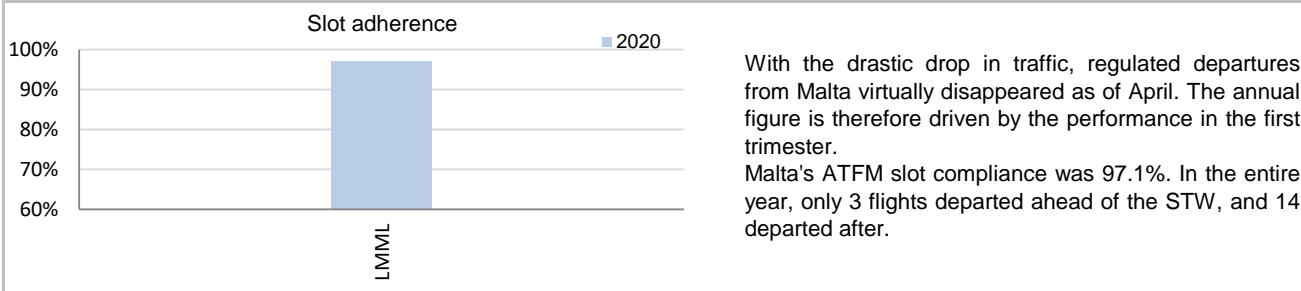 Slot adherence
2020
100%
90%
80%
70%
60%
LMML
With the drastic drop in traffic, regulated departures
from Malta virtually disappeared as of April. The annual
figure is therefore driven by the performance in the first
trimester.
Malta's ATFM slot compliance was 97.1%. In the entire
year, only 3 flights departed ahead of the STW, and 14
departed after.